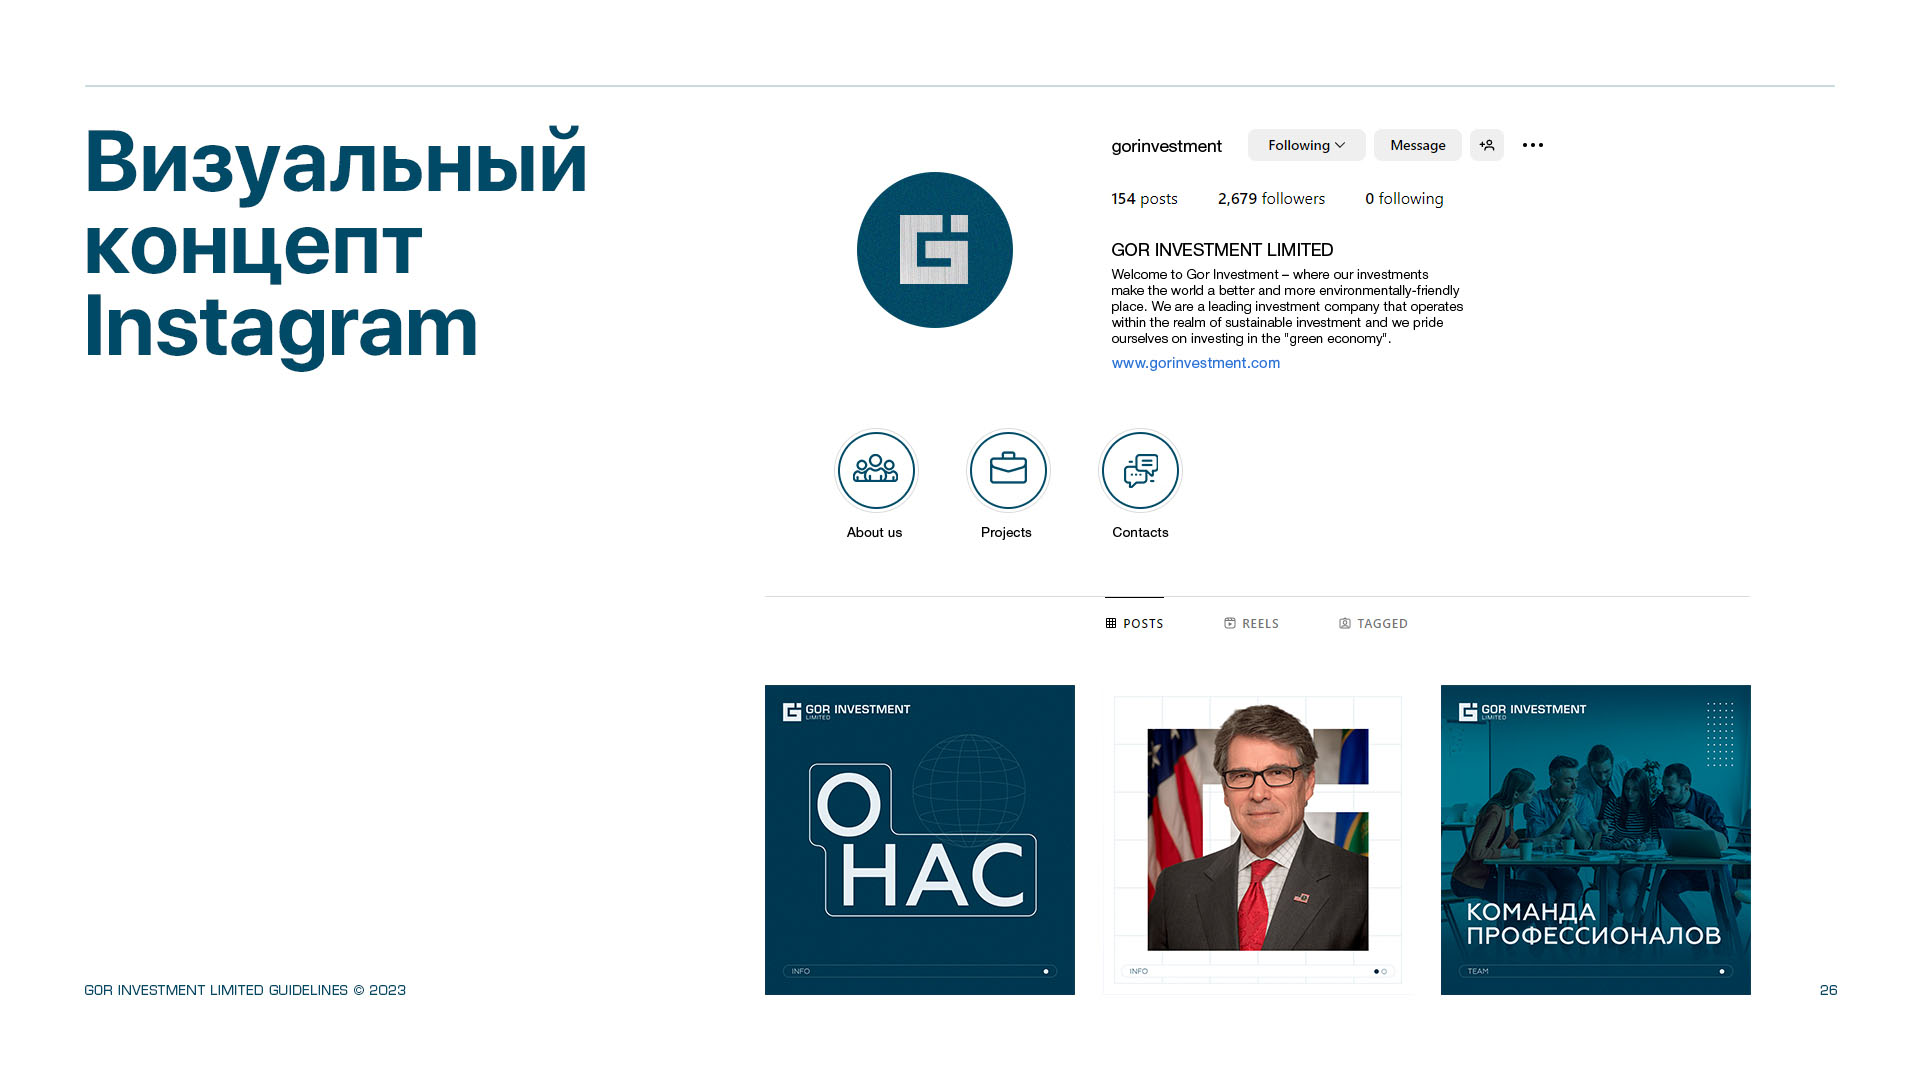 Визуальный
концепт
Instagram
gorinvestment
Following
Message
154 posts
2,679 followers
0 following
GOR INVESTMENT LIMITED
Welcome to Gor Investment – where our investments
make the world a better and more environmentally-friendly
place. We are a leading investment company that operates
within the realm of sustainable investment and we pride
ourselves on investing in the "green economy".
www.gorinvestment.com
About us
Projects
Contacts
POSTS
REELS
TAGGED
GOR INVESTMENT
LIMITED
О
НАС
INFO
INFO
GOR INVESTMENT
LIMITED
КОМАНДА
ПРОФЕССИОНАЛОВ
TEAM
GOR INVESTMENT LIMITED GUIDELINES © 2023
26